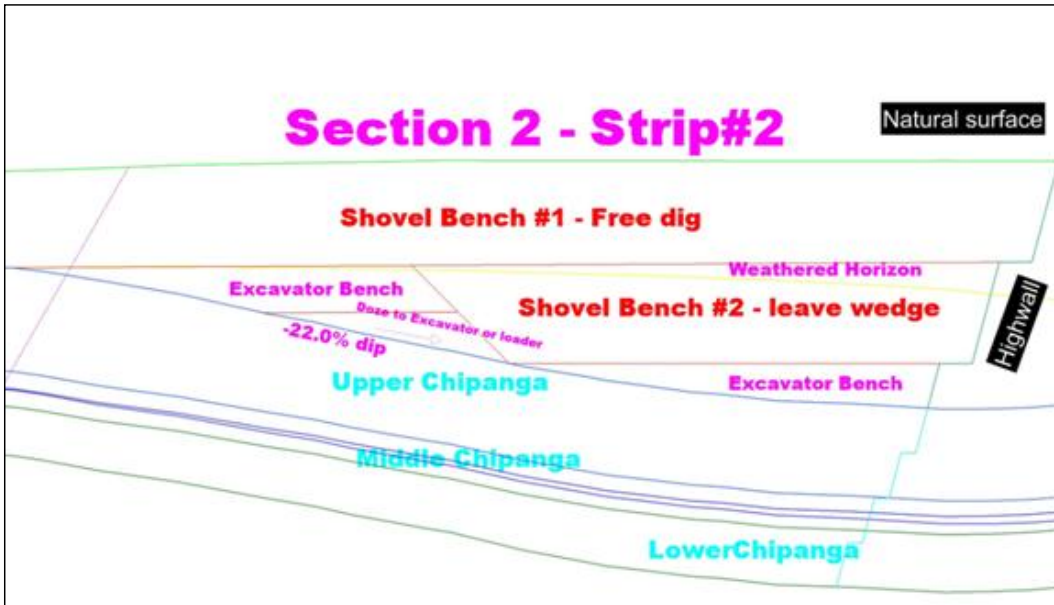 Section 2 - Strip#2
Natural surface
Shovel Bench #1 - Free dig
Weathered Horizon
Excavator Bench
Shovel Bench #2 - leave wedge
Doze to Excavator or loader
-22.0% dip
Highwall
Upper Chipanga
Excavator Bench
Middle Chipanga
LowerChipanga